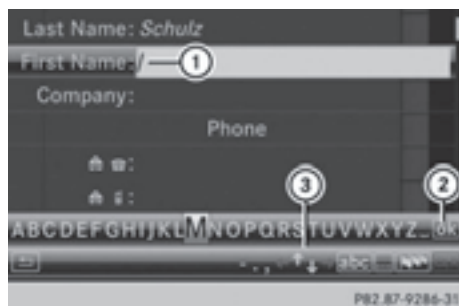 Last Name: Schulz
First Name: /
1
Company:
Phone
3
2
ABCDEFGHIJKLMNOPQRSTUVWXYZ_ ok
- . , ↑↓ abc
P82.87-9286-31